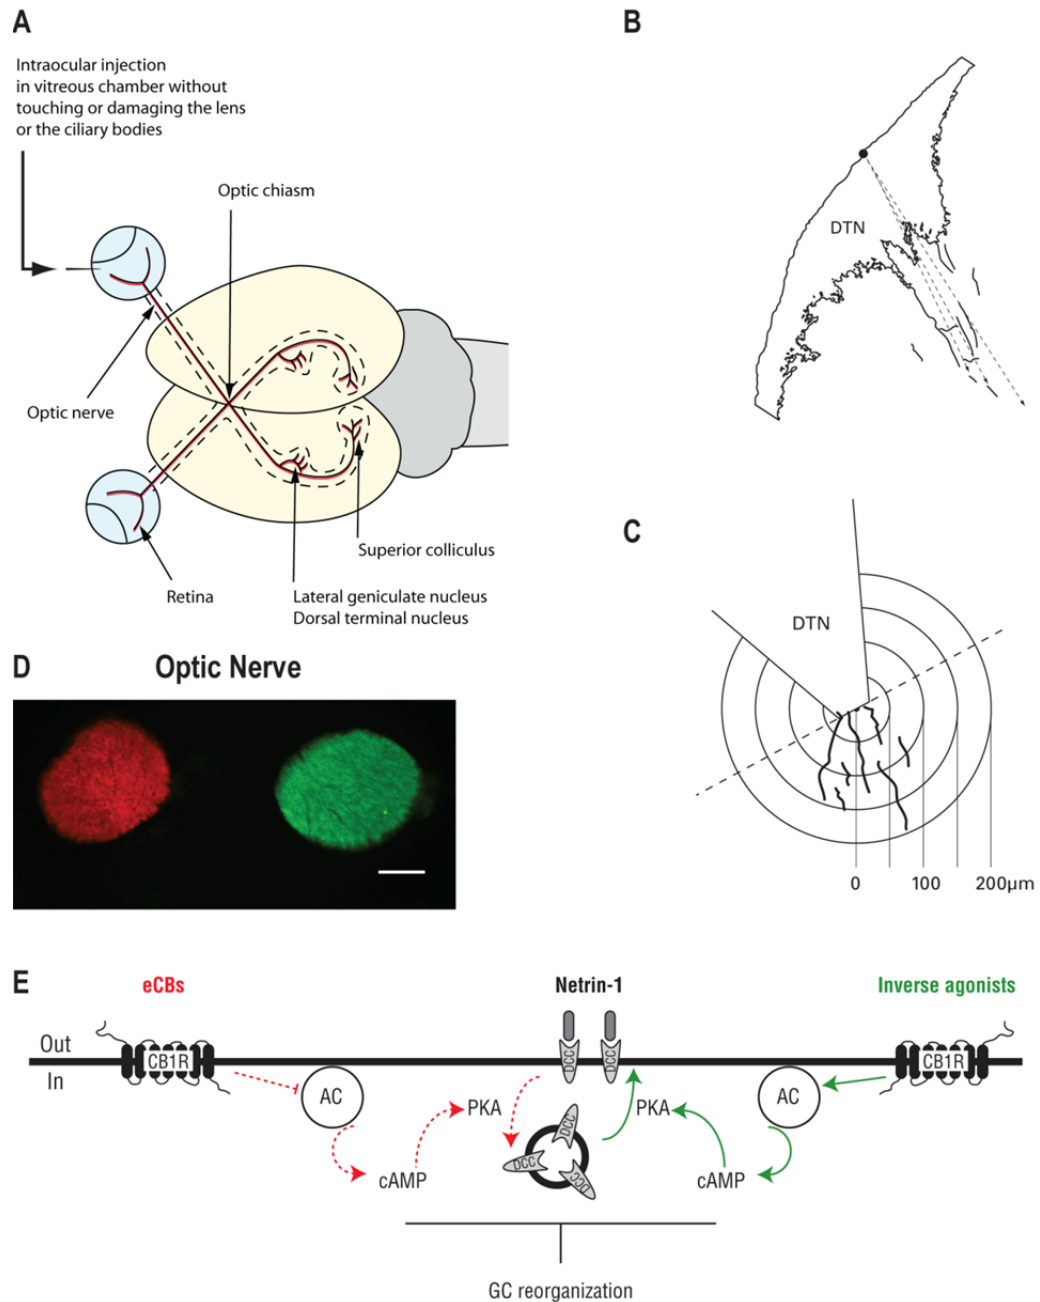 A
Intraocular injection
in vitreous chamber without
touching or damaging the lens
or the ciliary bodies
Optic chiasm
Optic nerve
Superior colliculus
Retina
Lateral geniculate nucleus
Dorsal terminal nucleus
B
DTN
C
DTN
0 100 200µm
D Optic Nerve
E
eCBs Netrin-1 Inverse agonists
Out
In
CB1R
DCC DCC
CB1R
AC
PKA
PKA
AC
DCC
DCC
DCC
cAMP
cAMP
GC reorganization